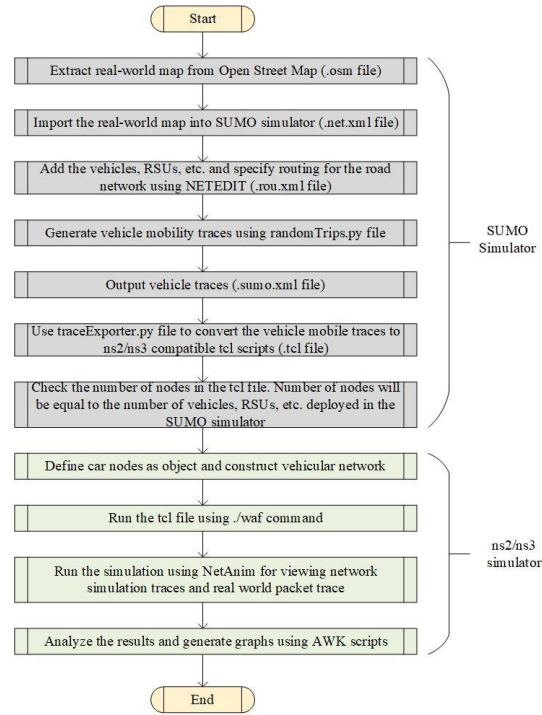 Start
Extract real-world map from Open Street Map (.osm file)
Import the real-world map into SUMO simulator (.net.xml file)
Add the vehicles, RSUs, etc. and specify routing for the road
network using NETEDIT (.rou.xml file)
Generate vehicle mobility traces using randomTrips.py file
Output vehicle traces (.sumo.xml file)
Use traceExporter.py file to convert the vehicle mobile traces to
ns2/ns3 compatible tcl scripts (.tcl file)
Check the number of nodes in the tcl file. Number of nodes will
be equal to the number of vehicles, RSUs, etc. deployed in the
SUMO simulator
SUMO
Simulator
Define car nodes as object and construct vehicular network
Run the tcl file using ./waf command
Run the simulation using NetAnim for viewing network
simulation traces and real world packet trace
Analyze the results and generate graphs using AWK scripts
ns2/ns3
simulator
End